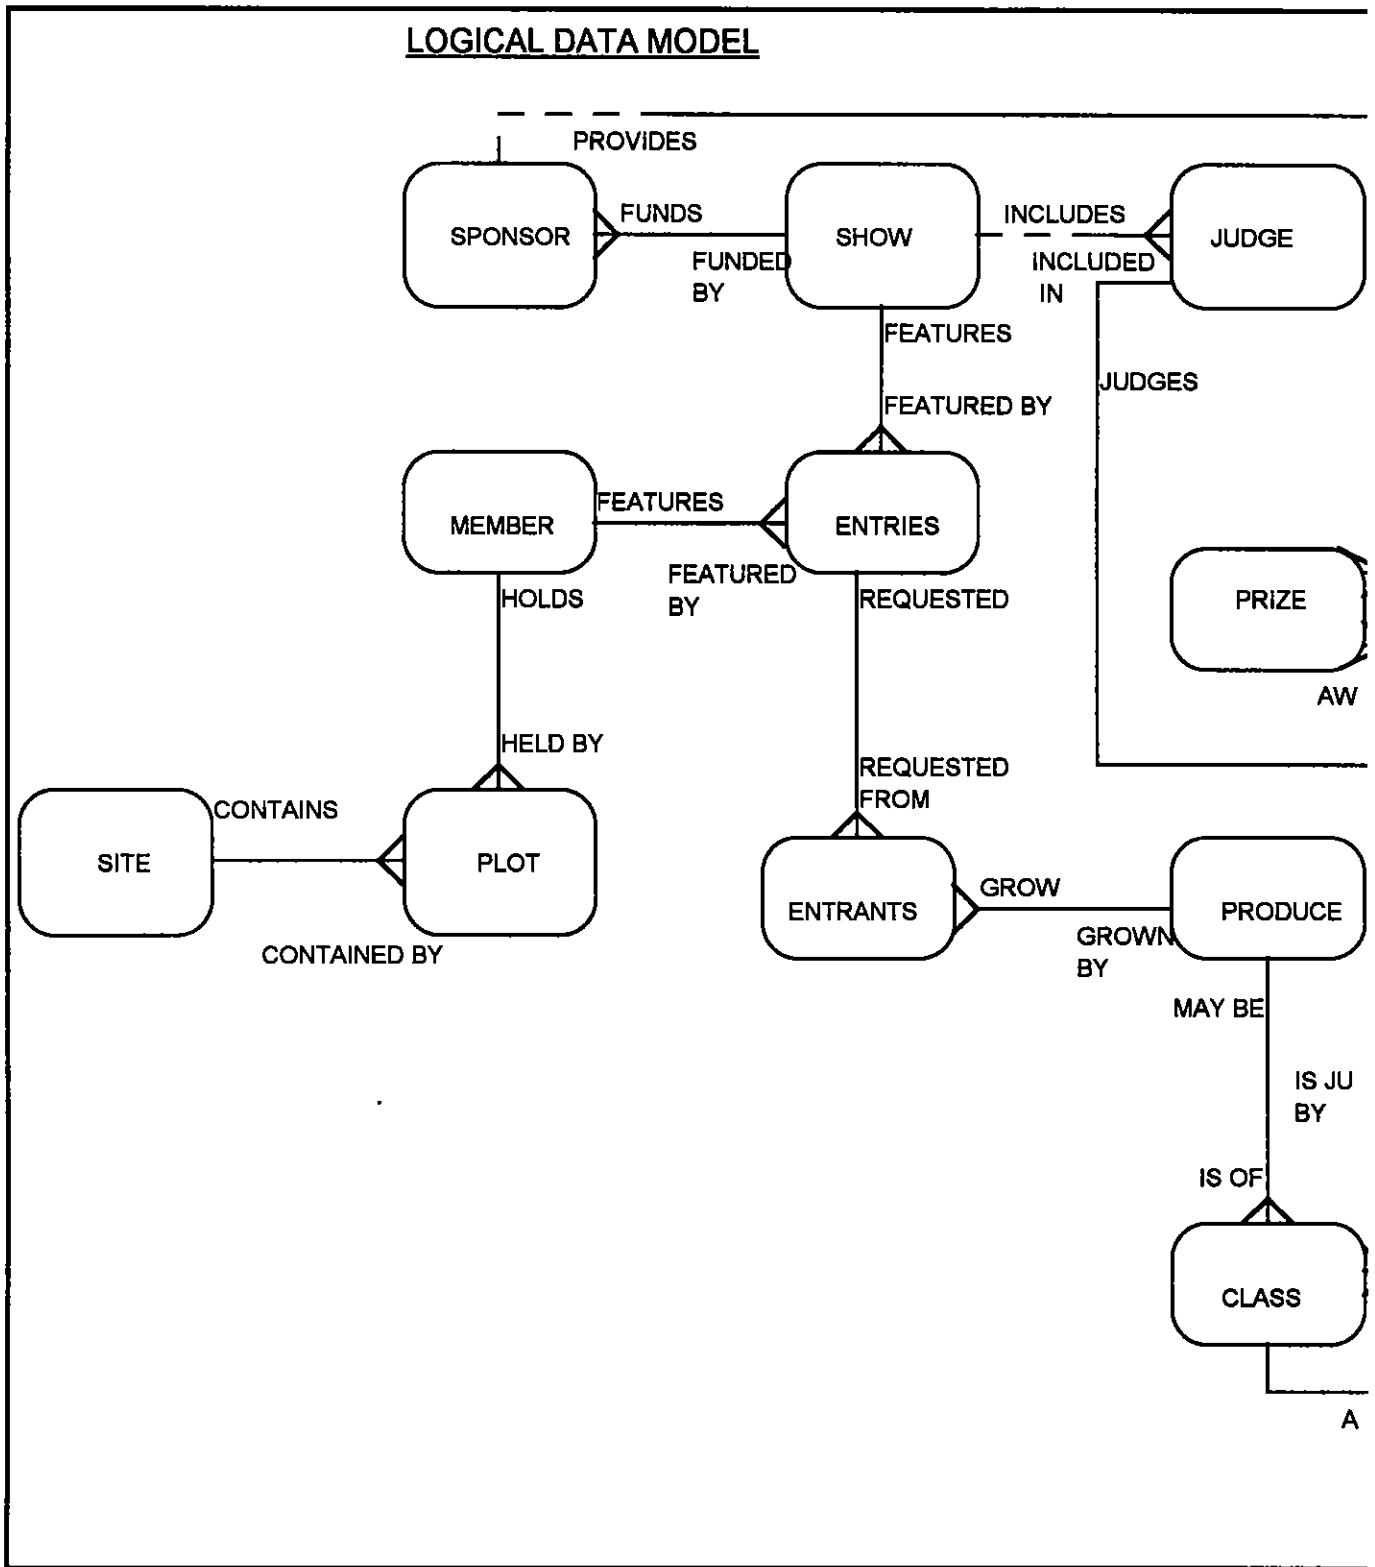 LOGICAL DATA MODEL
PROVIDES
SPONSOR
FUNDS
FUNDED
BY
SHOW
INCLUDES
INCLUDED
IN
JUDGE
FEATURES
FEATURED BY
JUDGES
MEMBER
FEATURES
FEATURED
BY
ENTRIES
HOLDS
REQUESTED
PRIZE
AW
HELD BY
REQUESTED
FROM
SITE
CONTAINS
CONTAINED BY
PLOT
ENTRANTS
GROW
GROWN
BY
PRODUCE
MAY BE
IS JU
BY
IS OF
CLASS
A